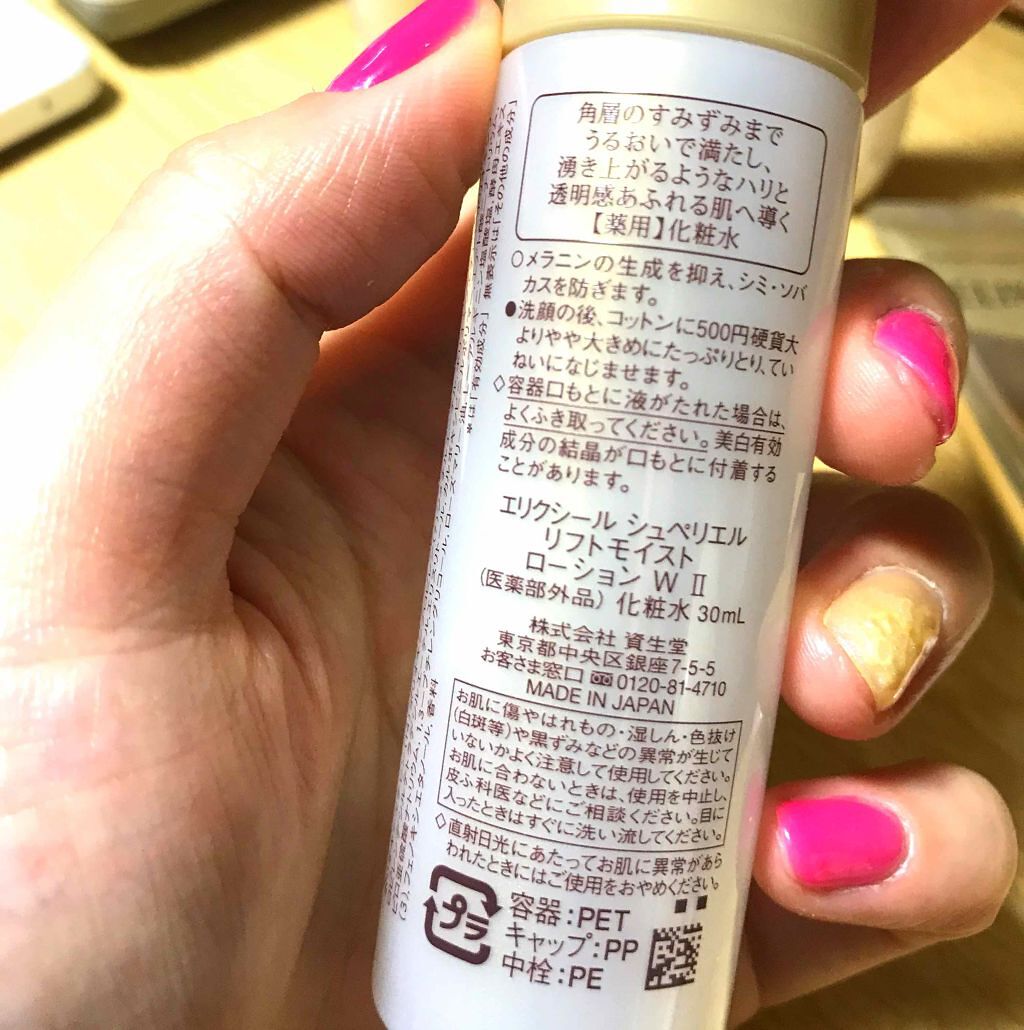 角層のすみずみまで
うるおいで満たし、
湧き上がるようなハリと
透明感あふれる肌へ導く
【薬用】化粧水
○メラニンの生成を抑え、シミ・ソバ
カスを防ぎます。
●洗顔の後、コットンに500円硬貨大
よりやや大きめにたっぷりとり、てい
ねいになじませます。
◇容器口もとに液がたれた場合は、
よくふき取ってください。美白有効
成分の結晶が口もとに付着する
ことがあります。
エリクシール シュペリエル
リフトモイスト
ローション W Ⅱ
(医薬部外品) 化粧水 30mL
株式会社 資生堂
東京都中央区銀座7-5-5
お客さま窓口 0120-81-4710
MADE IN JAPAN
お肌に傷やはれもの・湿しん・色抜け
(白斑等)や黒ずみなどの異常が生じて
いないかよく注意して使用してください。
お肌に合わないときは、使用を中止し、
皮ふ科医などにご相談ください。目に
入ったときはすぐに洗い流してください。
◇直射日光にあたってお肌に異常があら
われたときにはご使用をおやめください。
プラ
容器:PET
キャップ:PP
中栓:PE
*は「有効成分」 無表示は「その他の成分」